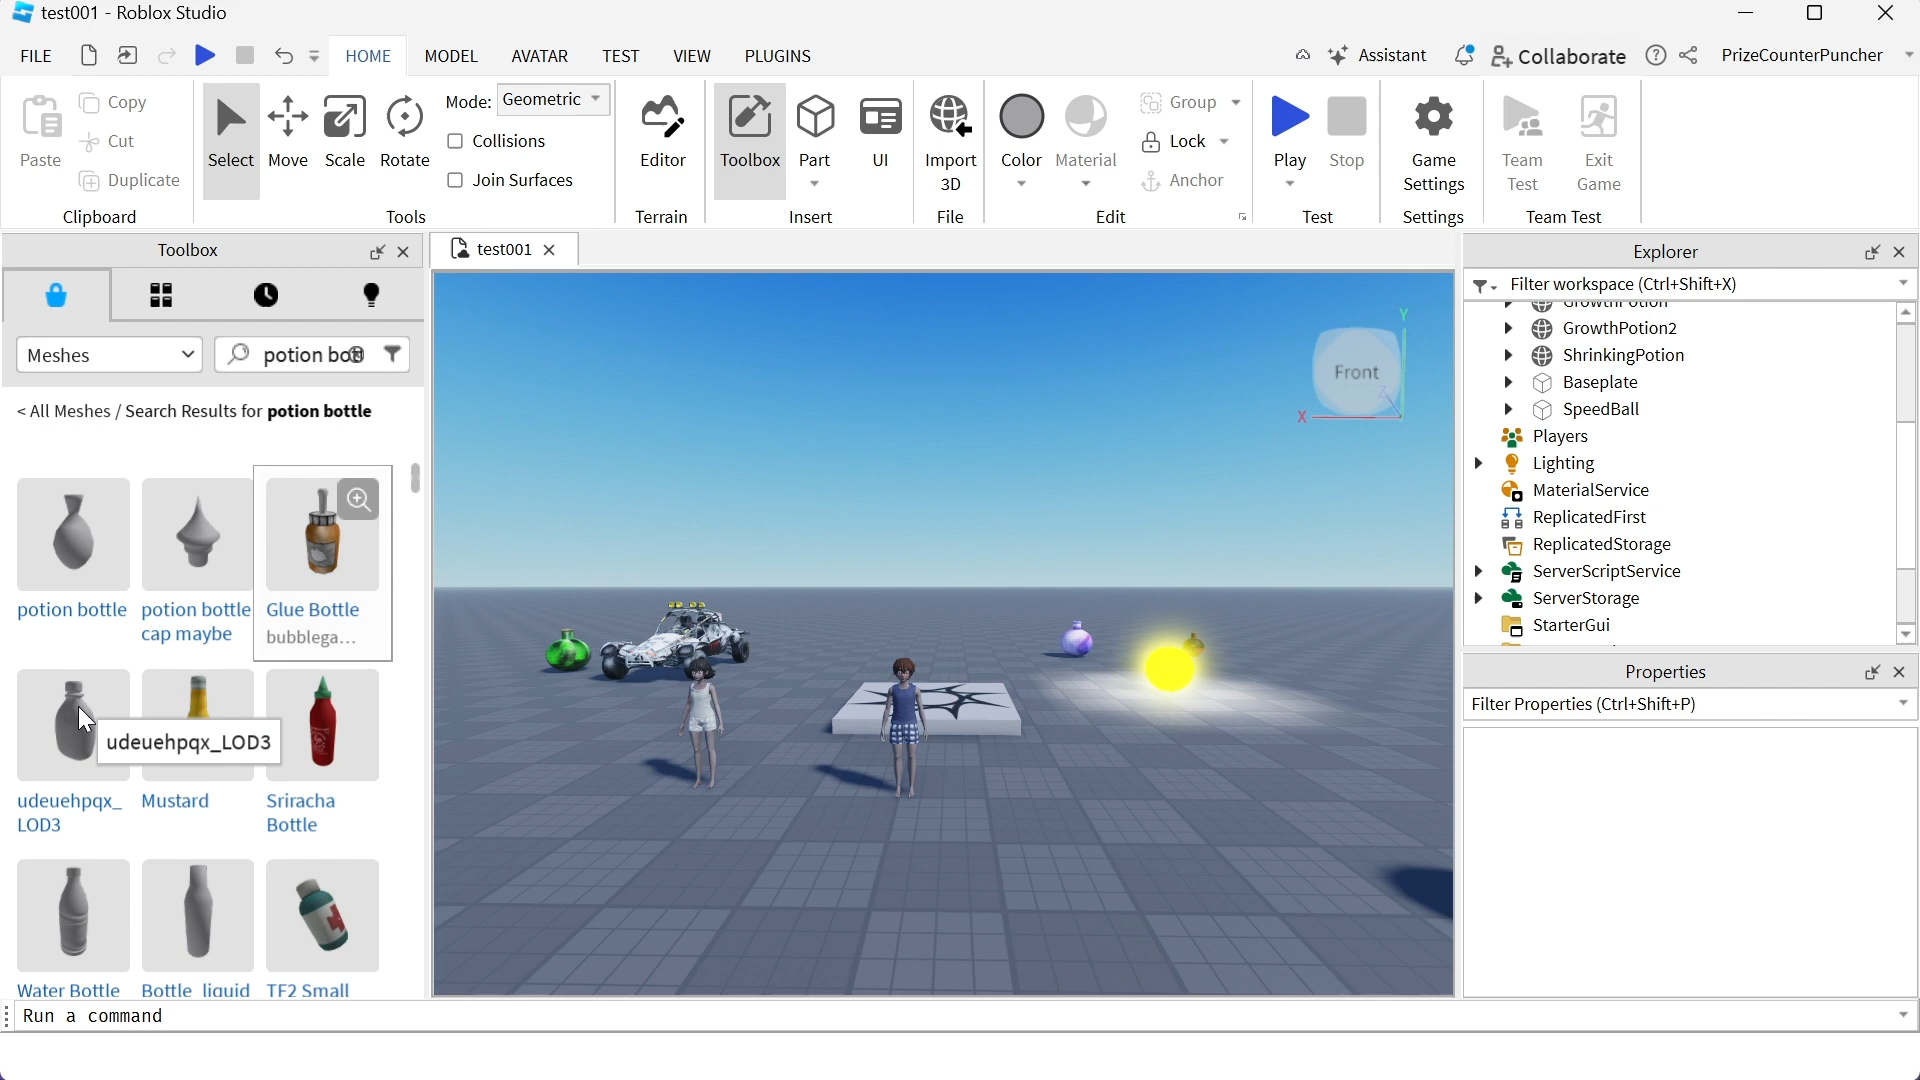 test001 - Roblox Studio
FILE HOME MODEL AVATAR TEST VIEW PLUGINS Assistant Collaborate PrizeCounterPuncher
Paste Copy Cut Duplicate Clipboard
Select Move Scale Rotate Mode: Geometric Collisions Join Surfaces Tools
Editor Terrain
Toolbox Part UI Insert
Import 3D File
Color Material Group Lock Anchor Edit
Play Stop Test
Game Settings Settings
Team Test Exit Game Team Test
Toolbox
Meshes
potion bott
< All Meshes / Search Results for potion bottle
potion bottle
potion bottle cap maybe
Glue Bottle
bubblega...
udeuehpqx_LOD3
udeuehpqx_
LOD3
Mustard
Sriracha
Bottle
Water Bottle
Bottle liquid
TF2 Small
test001
Front
X
Y
Z
Explorer
Filter workspace (Ctrl+Shift+X)
GrowthPotion
GrowthPotion2
ShrinkingPotion
Baseplate
SpeedBall
Players
Lighting
MaterialService
ReplicatedFirst
ReplicatedStorage
ServerScriptService
ServerStorage
StarterGui
Properties
Filter Properties (Ctrl+Shift+P)
Run a command